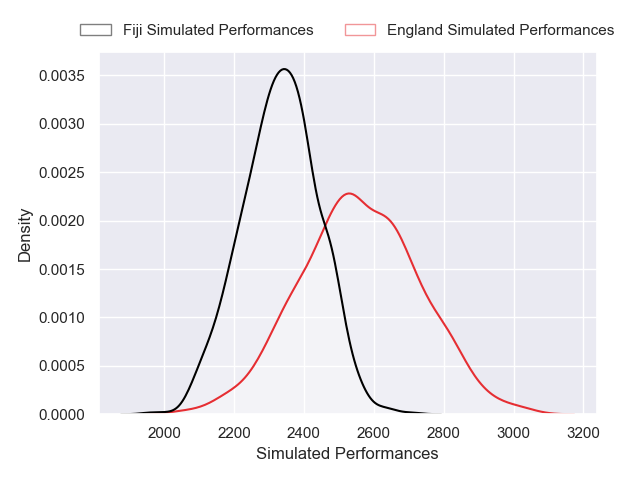 Fiji Simulated Performances England Simulated Performances
0.0035
0.0030
0.0025
0.0020
0.0015
0.0010
0.0005
0.0000
Density
2000 2200 2400 2600 2800 3000 3200
Simulated Performances